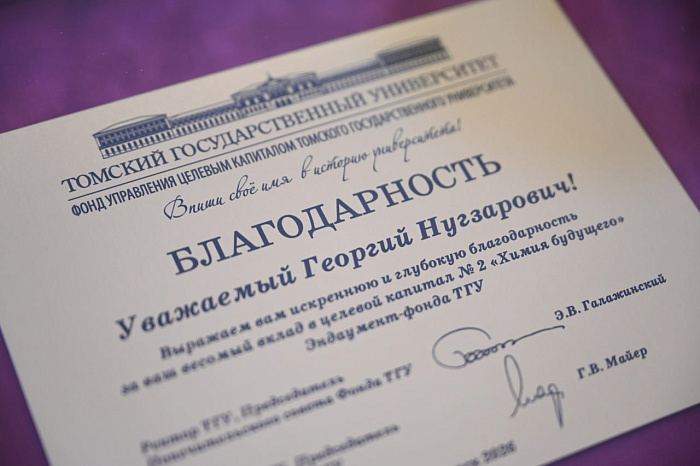 ТОМСКИЙ ГОСУДАРСТВЕННЫЙ УНИВЕРСИТЕТ
ФОНД УПРАВЛЕНИЯ ЦЕЛЕВЫМ КАПИТАЛОМ ТОМСКОГО ГОСУДАРСТВЕННОГО УНИВЕРСИТЕТА
Впиши своё имя в историю университета!
БЛАГОДАРНОСТЬ
Уважаемый Георгий Нугзарович!
Выражаем вам искреннюю и глубокую благодарность
за ваш весомый вклад в целевой капитал № 2 «Химия будущего»
Эндаумент-фонда ТГУ
Ректор ТГУ, Председатель
Попечительского совета Фонда ТГУ
Э.В. Галажинский
Председатель
Г.В. Майер
2026